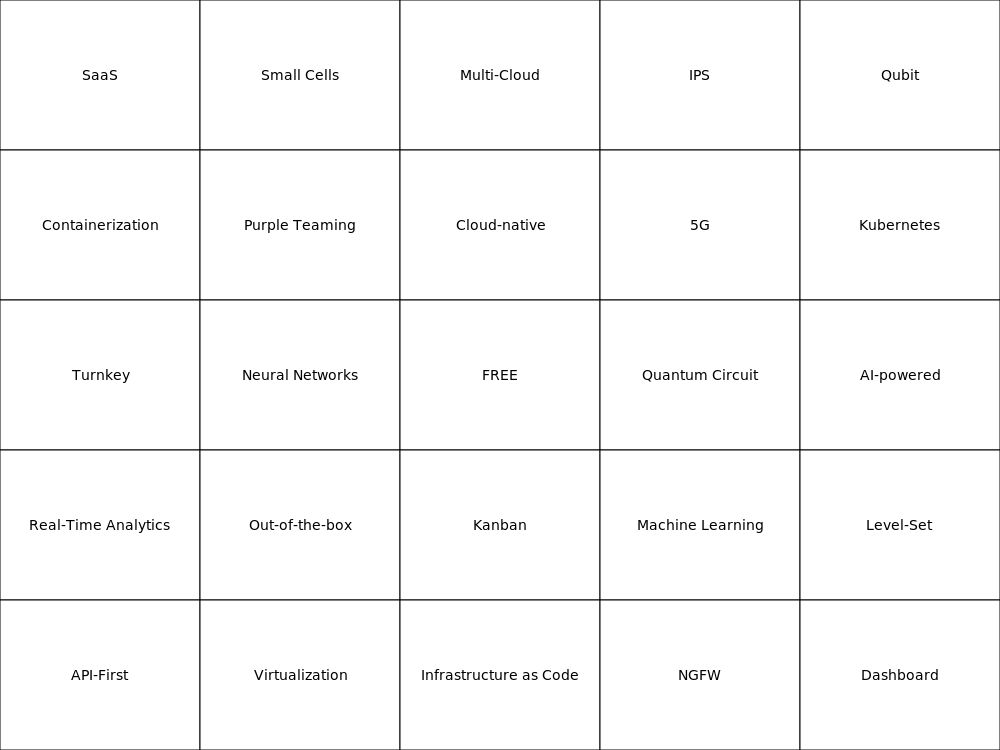 SaaS
Small Cells
Multi-Cloud
IPS
Qubit
Containerization
Purple Teaming
Cloud-native
5G
Kubernetes
Turnkey
Neural Networks
FREE
Quantum Circuit
AI-powered
Real-Time Analytics
Out-of-the-box
Kanban
Machine Learning
Level-Set
API-First
Virtualization
Infrastructure as Code
NGFW
Dashboard